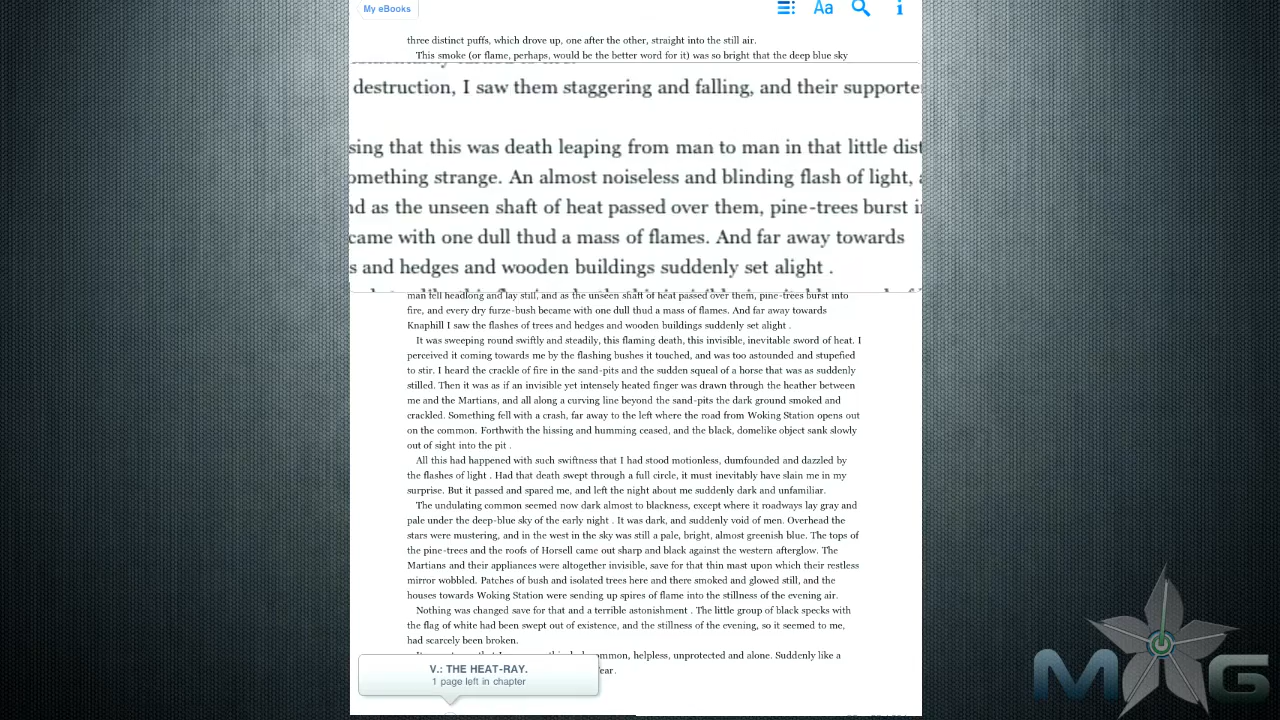 My eBooks
Aa
three distinct puffs, which drove up, one after the other, straight into the still air.
This smoke (or flame, perhaps, would be the better word for it) was so bright that the deep blue sky
destruction, I saw them staggering and falling, and their supporte
sing that this was death leaping from man to man in that little dist
omething strange. An almost noiseless and blinding flash of light,
nd as the unseen shaft of heat passed over them, pine-trees burst i
came with one dull thud a mass of flames. And far away towards
s and hedges and wooden buildings suddenly set alight .
man fell headlong and lay still, and as the unseen shaft of heat passed over them, pine-trees burst into
fire, and every dry furze-bush became with one dull thud a mass of flames. And far away towards
Knaphill I saw the flashes of trees and hedges and wooden buildings suddenly set alight .
It was sweeping round swiftly and steadily, this flaming death, this invisible, inevitable sword of heat. I
perceived it coming towards me by the flashing bushes it touched, and was too astounded and stupefied
to stir. I heard the crackle of fire in the sand-pits and the sudden squeal of a horse that was as suddenly
stilled. Then it was as if an invisible yet intensely heated finger was drawn through the heather between
me and the Martians, and all along a curving line beyond the sand-pits the dark ground smoked and
crackled. Something fell with a crash, far away to the left where the road from Woking Station opens out
on the common. Forthwith the hissing and humming ceased, and the black, domelike object sank slowly
out of sight into the pit .
All this had happened with such swiftness that I had stood motionless, dumfounded and dazzled by
the flashes of light . Had that death swept through a full circle, it must inevitably have slain me in my
surprise. But it passed and spared me, and left the night about me suddenly dark and unfamiliar.
The undulating common seemed now dark almost to blackness, except where it roadways lay gray and
pale under the deep-blue sky of the early night . It was dark, and suddenly void of men. Overhead the
stars were mustering, and in the west in the sky was still a pale, bright, almost greenish blue. The tops of
the pine-trees and the roofs of Horsell came out sharp and black against the western afterglow. The
Martians and their appliances were altogether invisible, save for that thin mast upon which their restless
mirror wobbled. Patches of bush and isolated trees here and there smoked and glowed still, and the
houses towards Woking Station were sending up spires of flame into the stillness of the evening air.
Nothing was changed save for that and a terrible astonishment . The little group of black specks with
the flag of white had been swept out of existence, and the stillness of the evening, so it seemed to me,
had scarcely been broken.
ommon, helpless, unprotected and alone. Suddenly like a
fear.
V.: THE HEAT-RAY.
1 page left in chapter
M G